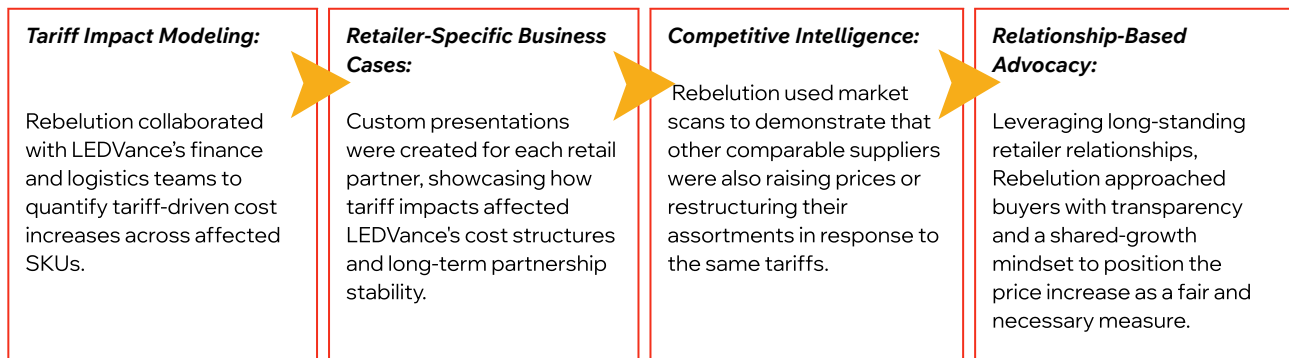 Tariff Impact Modeling:
Rebelution collaborated
with LEDVance’s finance
and logistics teams to
quantify tariff-driven cost
increases across affected
SKUs.
Retailer-Specific Business
Cases:
Custom presentations
were created for each retail
partner, showcasing how
tariff impacts affected
LEDVance's cost structures
and long-term partnership
stability.
Competitive Intelligence:
Rebelution used market
scans to demonstrate that
other comparable suppliers
were also raising prices or
restructuring their
assortments in response to
the same tariffs.
Relationship-Based
Advocacy:
Leveraging long-standing
retailer relationships,
Rebelution approached
buyers with transparency
and a shared-growth
mindset to position the
price increase as a fair and
necessary measure.